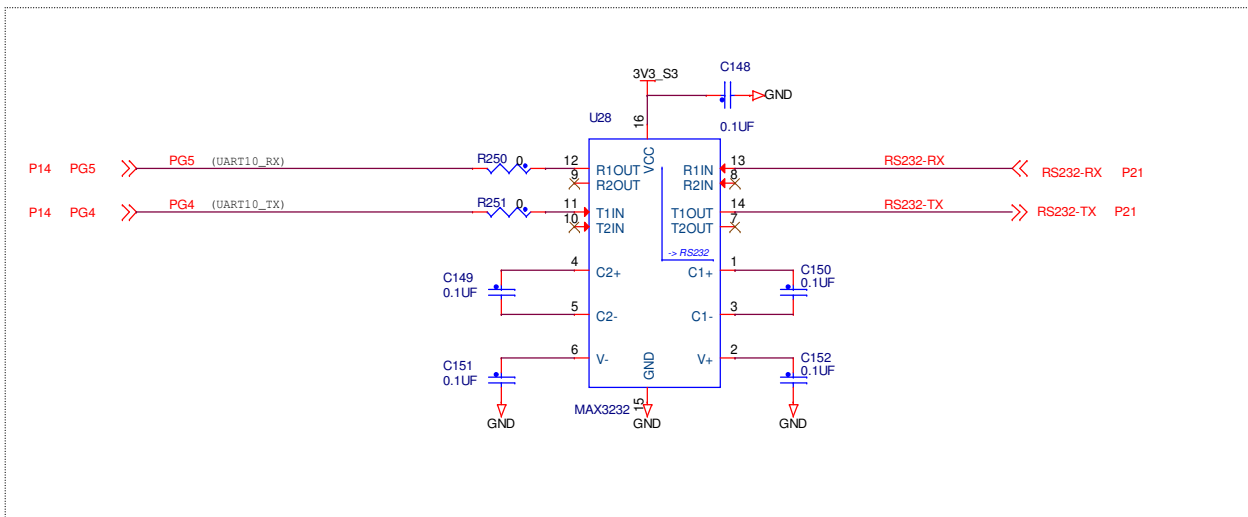 C148
3V3_S3
GND
U28
16
0.1UF
P14 PG5 PG5 (UART10_RX) R250 0 12 R1OUT VCC R1IN 13 RS232-RX RS232-RX P21
9 R2OUT R2IN 8
P14 PG4 PG4 (UART10_TX) R251 0 11 T1IN T1OUT 14 RS232-TX RS232-TX P21
10 T2IN T2OUT 7
-> RS232
C149 4 C2+ C1+ 1 C150
0.1UF 0.1UF
5 C2- C1- 3
6 V- GND V+ 2
C151 C152
0.1UF 0.1UF
MAX3232 15
GND GND GND